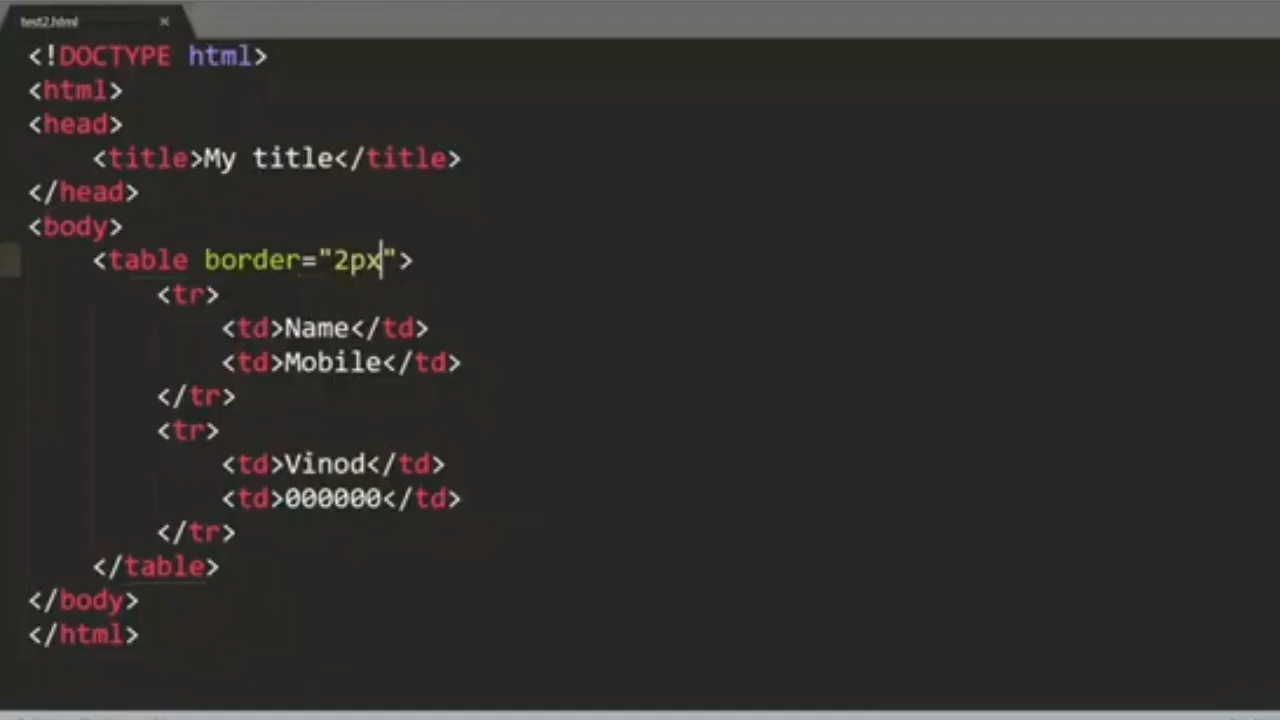 test2.html ×
<!DOCTYPE html>
<html>
<head>
    <title>My title</title>
</head>
<body>
    <table border="2px">
        <tr>
            <td>Name</td>
            <td>Mobile</td>
        </tr>
        <tr>
            <td>Vinod</td>
            <td>000000</td>
        </tr>
    </table>
</body>
</html>